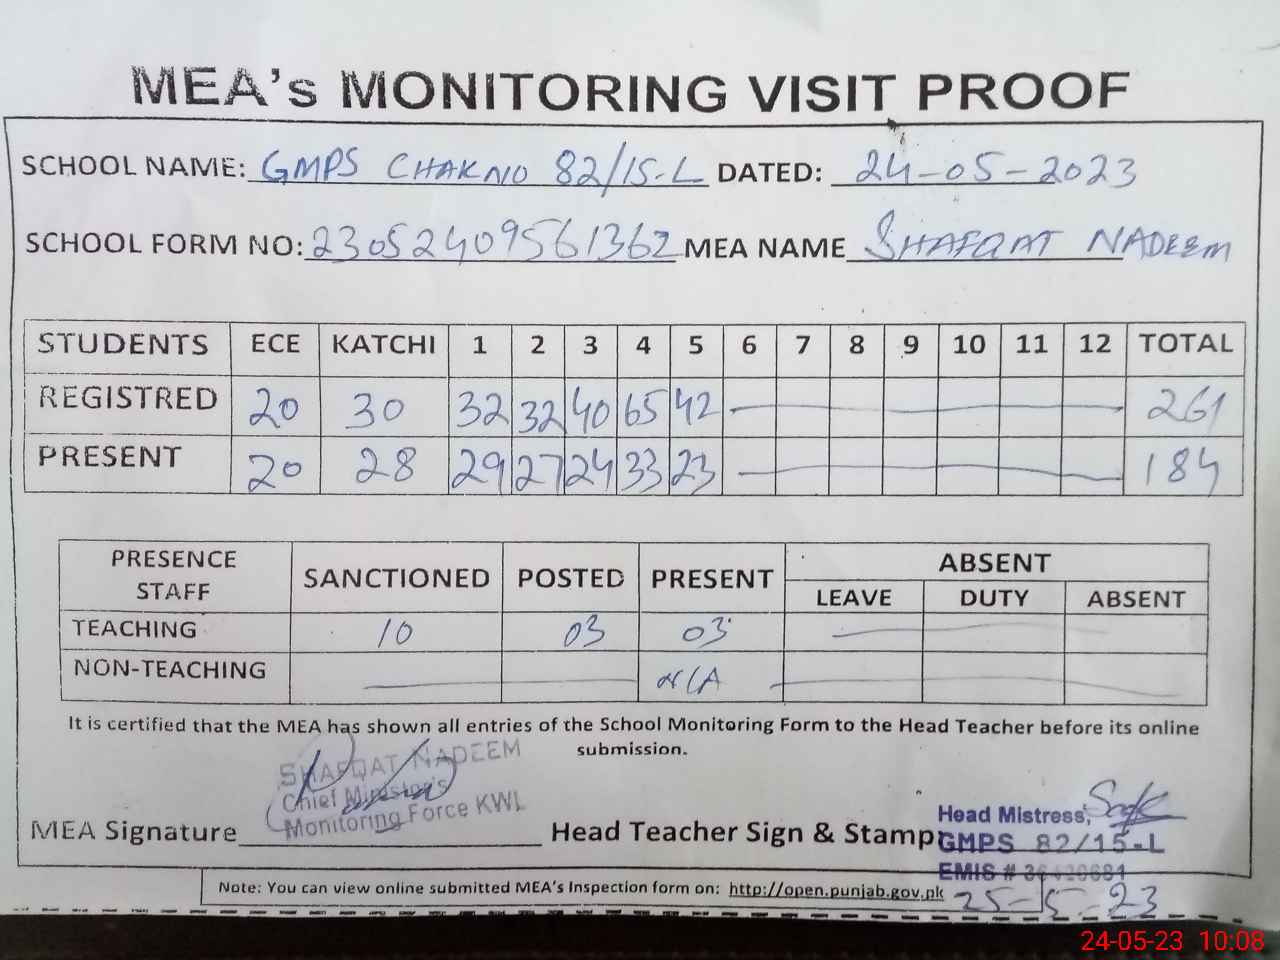 MEA's MONITORING VISIT PROOF
SCHOOL NAME: GMPS CHAK NO 82/15-L DATED: 24-05-2023
SCHOOL FORM NO: 23052409561362 MEA NAME SHAFQAT NADEEM
STUDENTS ECE KATCHI 1 2 3 4 5 6 7 8 9 10 11 12 TOTAL
REGISTRED 20 30 32 32 40 65 42 261
PRESENT 20 28 29 27 24 33 23 184
PRESENCE STAFF SANCTIONED POSTED PRESENT ABSENT
LEAVE DUTY ABSENT
TEACHING 10 03 03
NON-TEACHING N/A
It is certified that the MEA has shown all entries of the School Monitoring Form to the Head Teacher before its online
submission.
SHAFQAT NADEEM
Chief Minister's
Monitoring Force KWL
MEA Signature Head Teacher Sign & Stamp
Head Mistress,
GMPS 82/15-L
EMIS #
Note: You can view online submitted MEA's Inspection form on: http://open.punjab.gov.pk
25-5-23
24-05-23 10:08